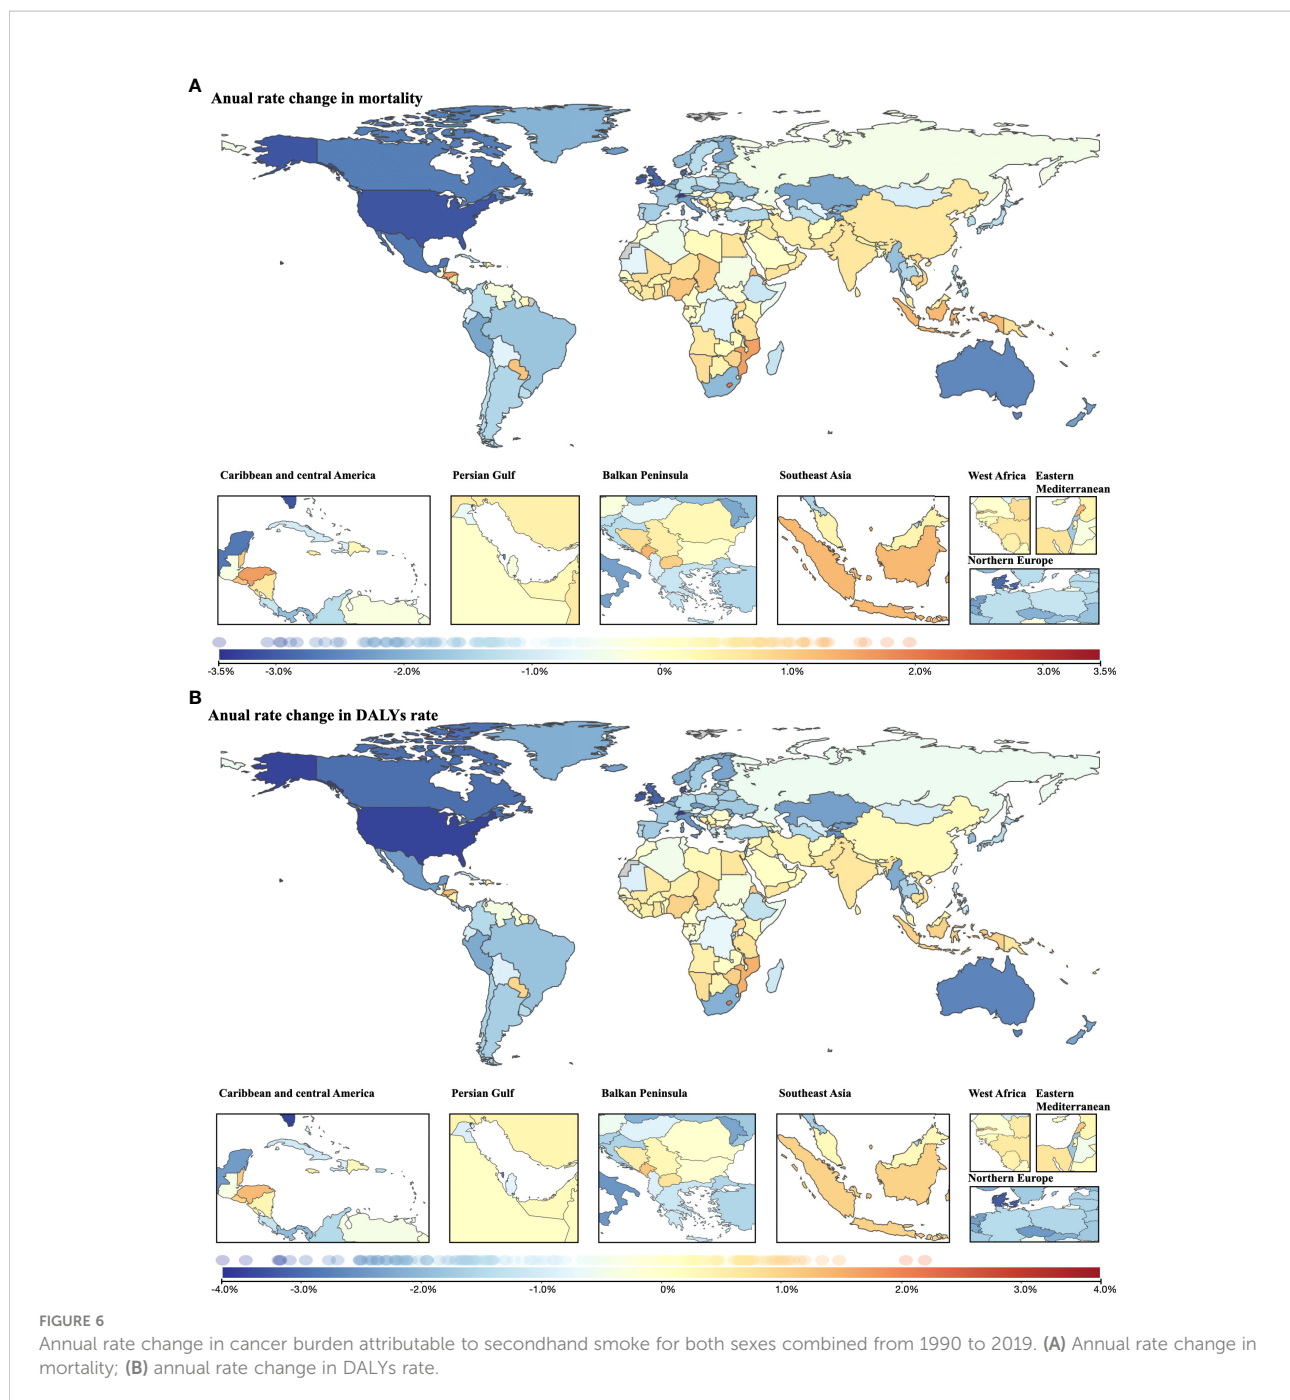 A
Anual rate change in mortality
Caribbean and central America
Persian Gulf
Balkan Peninsula
Southeast Asia
West Africa
Eastern
Mediterranean
Northern Europe
-3.5%
-3.0%
-2.0%
-1.0%
0%
1.0%
2.0%
3.0%
3.5%
B
Anual rate change in DALYs rate
Caribbean and central America
Persian Gulf
Balkan Peninsula
Southeast Asia
West Africa
Eastern
Mediterranean
Northern Europe
-4.0%
-3.0%
-2.0%
-1.0%
0%
1.0%
2.0%
3.0%
4.0%
FIGURE 6
Annual rate change in cancer burden attributable to secondhand smoke for both sexes combined from 1990 to 2019. (A) Annual rate change in
mortality; (B) annual rate change in DALYs rate.